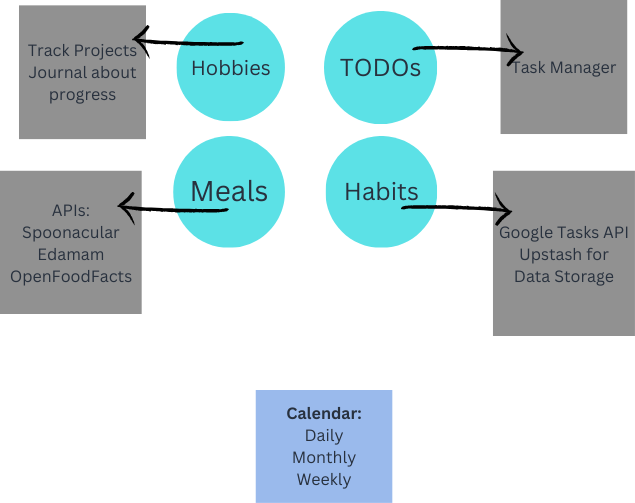 Track Projects
Journal about
progress
Hobbies
TODOs
Task Manager
Meals
Habits
APIs:
Spoonacular
Edamam
OpenFoodFacts
Google Tasks API
Upstash for
Data Storage
Calendar:
Daily
Monthly
Weekly